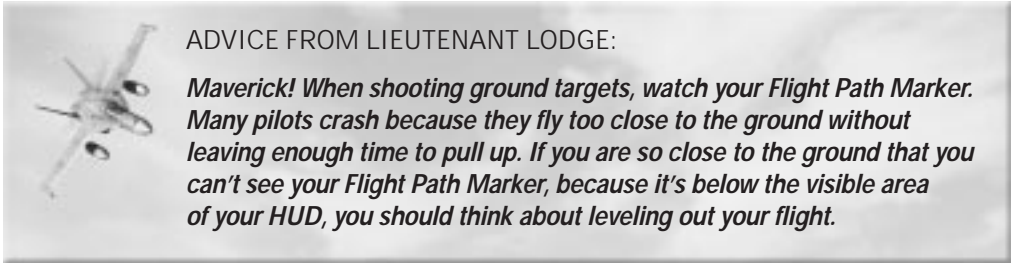 ADVICE FROM LIEUTENANT LODGE:
Maverick! When shooting ground targets, watch your Flight Path Marker.
Many pilots crash because they fly too close to the ground without
leaving enough time to pull up. If you are so close to the ground that you
can't see your Flight Path Marker, because it's below the visible area
of your HUD, you should think about leveling out your flight.